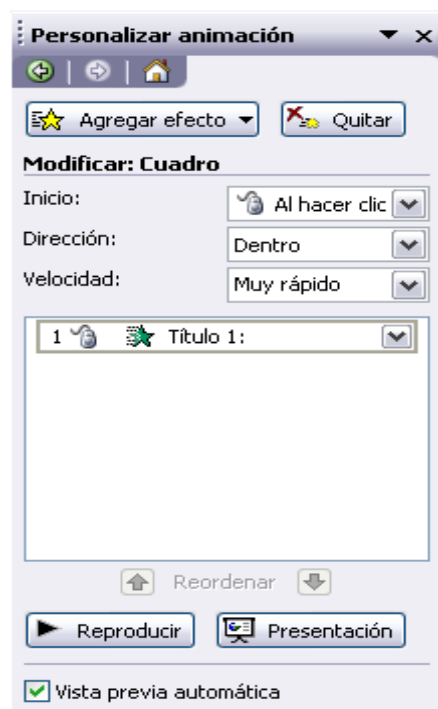 Personalizar animación
Agregar efecto
Quitar
Modificar: Cuadro
Inicio:
Al hacer clic
Dirección:
Dentro
Velocidad:
Muy rápido
1 Título 1:
Reordenar
Reproducir
Presentación
Vista previa automática